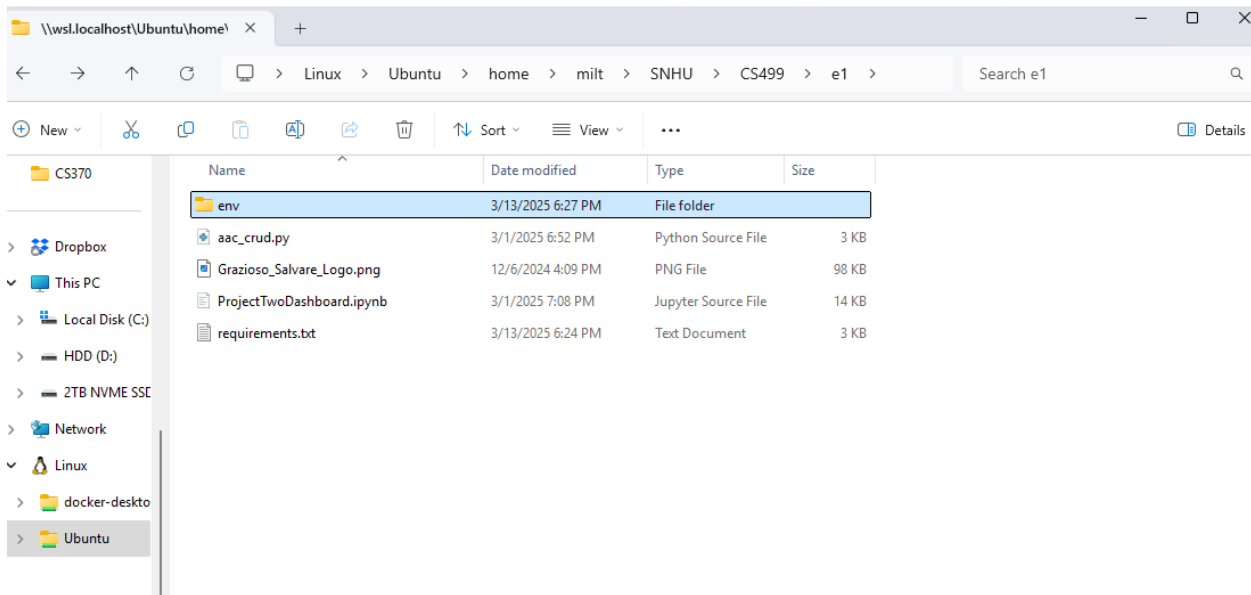 \\wsl.localhost\Ubuntu\home\
Linux > Ubuntu > home > milt > SNHU > CS499 > e1 >
Search e1
New
Sort
View
Details
CS370
Dropbox
This PC
Local Disk (C:)
HDD (D:)
2TB NVME SSD
Network
Linux
docker-deskto
Ubuntu
Name Date modified Type Size
env 3/13/2025 6:27 PM File folder
aac_crud.py 3/1/2025 6:52 PM Python Source File 3 KB
Grazioso_Salvare_Logo.png 12/6/2024 4:09 PM PNG File 98 KB
ProjectTwoDashboard.ipynb 3/1/2025 7:08 PM Jupyter Source File 14 KB
requirements.txt 3/13/2025 6:24 PM Text Document 3 KB